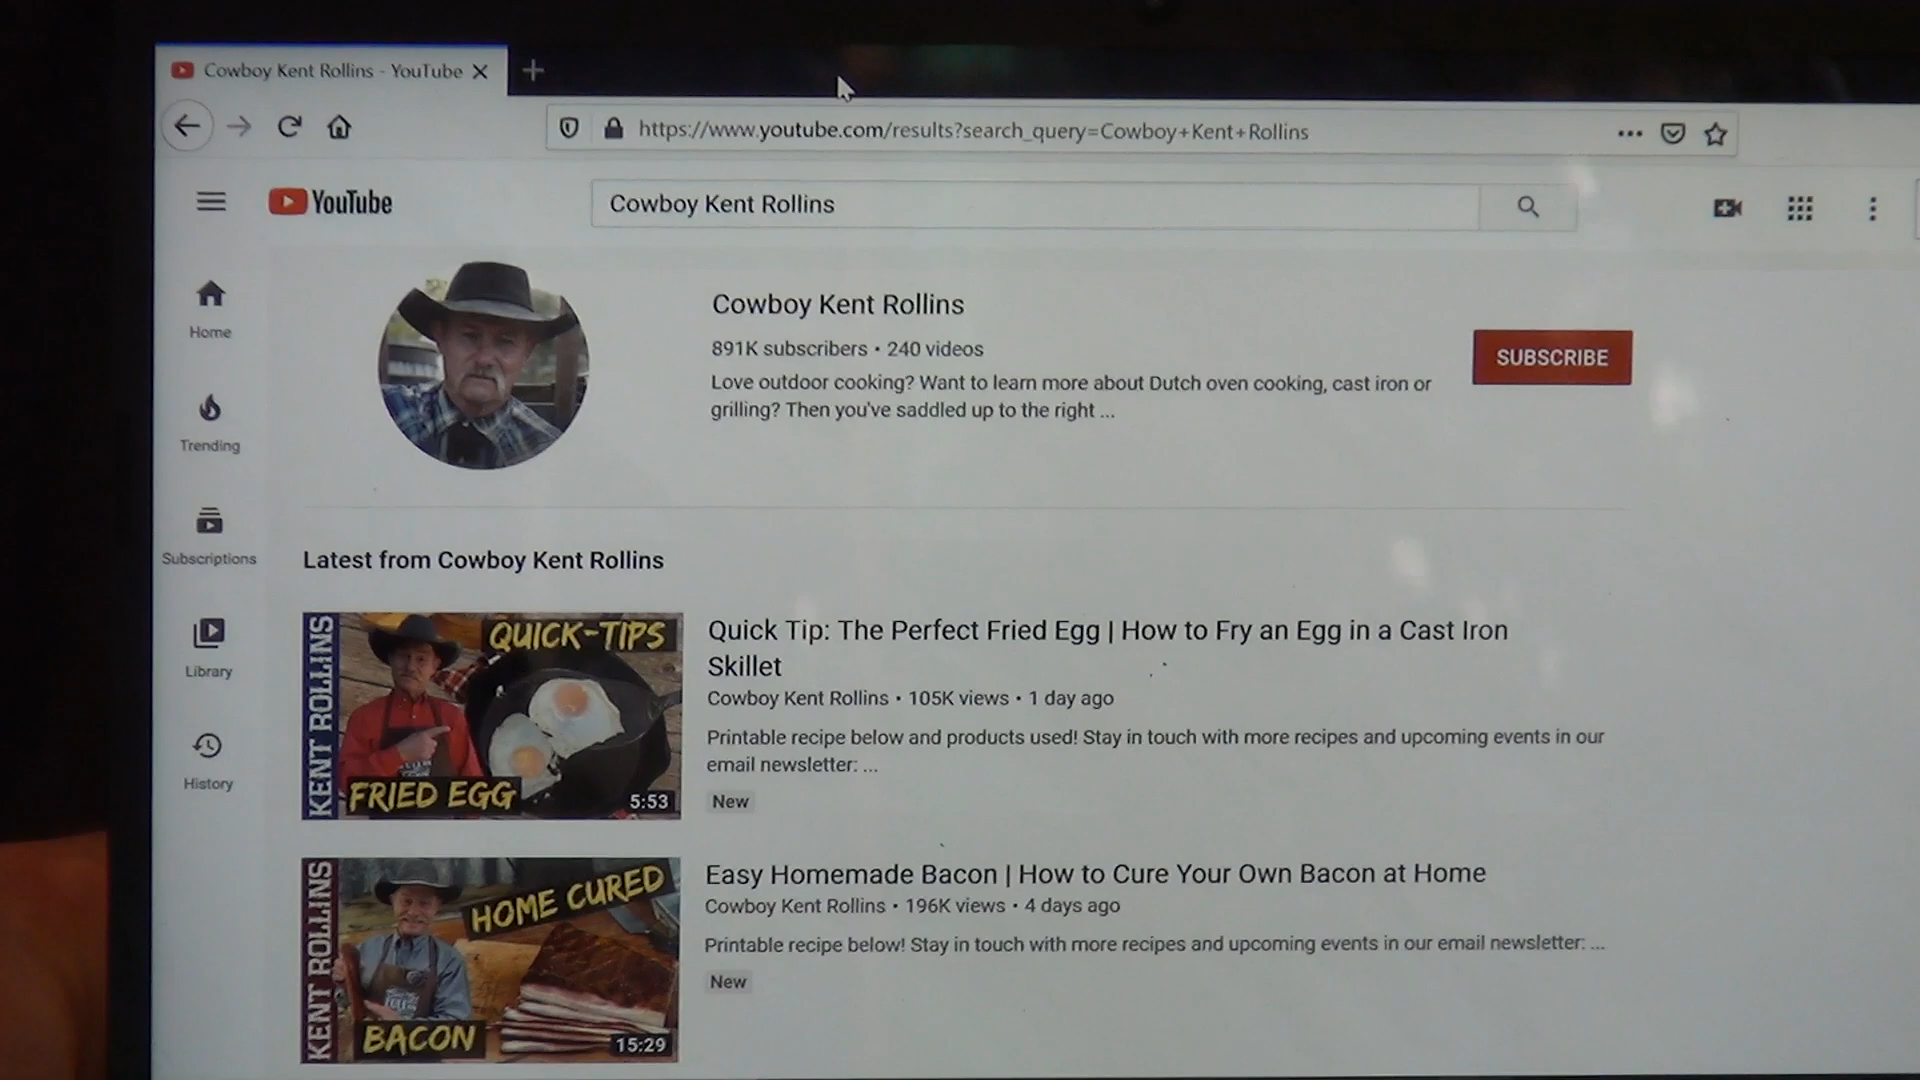 Cowboy Kent Rollins - YouTube
https://www.youtube.com/results?search_query=Cowboy+Kent+Rollins
YouTube
Cowboy Kent Rollins
Home
Trending
Subscriptions
Library
History
Cowboy Kent Rollins
891K subscribers • 240 videos
Love outdoor cooking? Want to learn more about Dutch oven cooking, cast iron or
grilling? Then you've saddled up to the right ...
SUBSCRIBE
Latest from Cowboy Kent Rollins
KENT ROLLINS
QUICK-TIPS
FRIED EGG
5:53
Quick Tip: The Perfect Fried Egg | How to Fry an Egg in a Cast Iron
Skillet
Cowboy Kent Rollins • 105K views • 1 day ago
Printable recipe below and products used! Stay in touch with more recipes and upcoming events in our
email newsletter: ...
New
KENT ROLLINS
HOME CURED
BACON
15:29
Easy Homemade Bacon | How to Cure Your Own Bacon at Home
Cowboy Kent Rollins • 196K views • 4 days ago
Printable recipe below! Stay in touch with more recipes and upcoming events in our email newsletter: ...
New